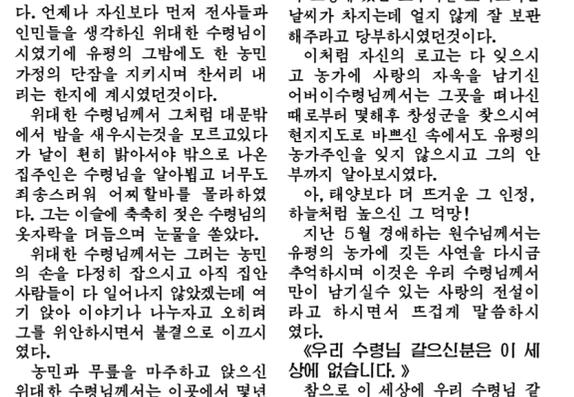 다. 언제나 자신보다 먼저 전사들과
인민들을 생각하신 위대한 수령님이
시였기에 유평의 그밤에도 한 농민
가정의 단잠을 지키시며 찬서리 내
리는 한지에 계시였던것이다.
위대한 수령님께서 그처럼 대문밖
에서 밤을 새우시는것을 모르고있다
가 날이 훤히 밝아서야 밖으로 나온
집주인은 수령님을 알아뵙고 너무도
죄송스러워 어찌할바를 몰라하였
다. 그는 이슬에 축축히 젖은 수령님의
옷자락을 더듬으며 눈물을 쏟았다.
위대한 수령님께서는 그러는 농민
의 손을 다정히 잡으시고 아직 집안
사람들이 다 일어나지 않았겠는데 여
기 앉아 이야기나 나누자고 오히려
그를 위안하시면서 불결으로 이끄시
였다.
농민과 무릎을 마주하고 앉으신
위대한 수령님께서는 이곳에서 몇년
날씨가 차지는데 얼지 않게 잘 보관
해주라고 당부하시였던것이다.
이처럼 자신의 로고는 다 잊으시
고 농가에 사랑의 자욱을 남기신
어버이수령님께서는 그곳을 떠나신
때로부터 몇해후 창성군을 찾으시여
현지지도로 바쁘신 속에서도 유평의
농가주인을 잊지 않으시고 그의 안
부까지 알아보시였다.
아, 태양보다 더 뜨거운 그 인정,
하늘처럼 높으신 그 덕망!
지난 5월 경애하는 원수님께서는
유평의 농가에 깃든 사연을 다시금
추억하시며 이것은 우리 수령님께서
만이 남기실수 있는 사랑의 전설이
라고 하시면서 뜨겁게 말씀하시
였다.
《우리 수령님 같으신분은 이 세
상에 없습니다. 》
참으로 이 세상에 우리 수령님 같